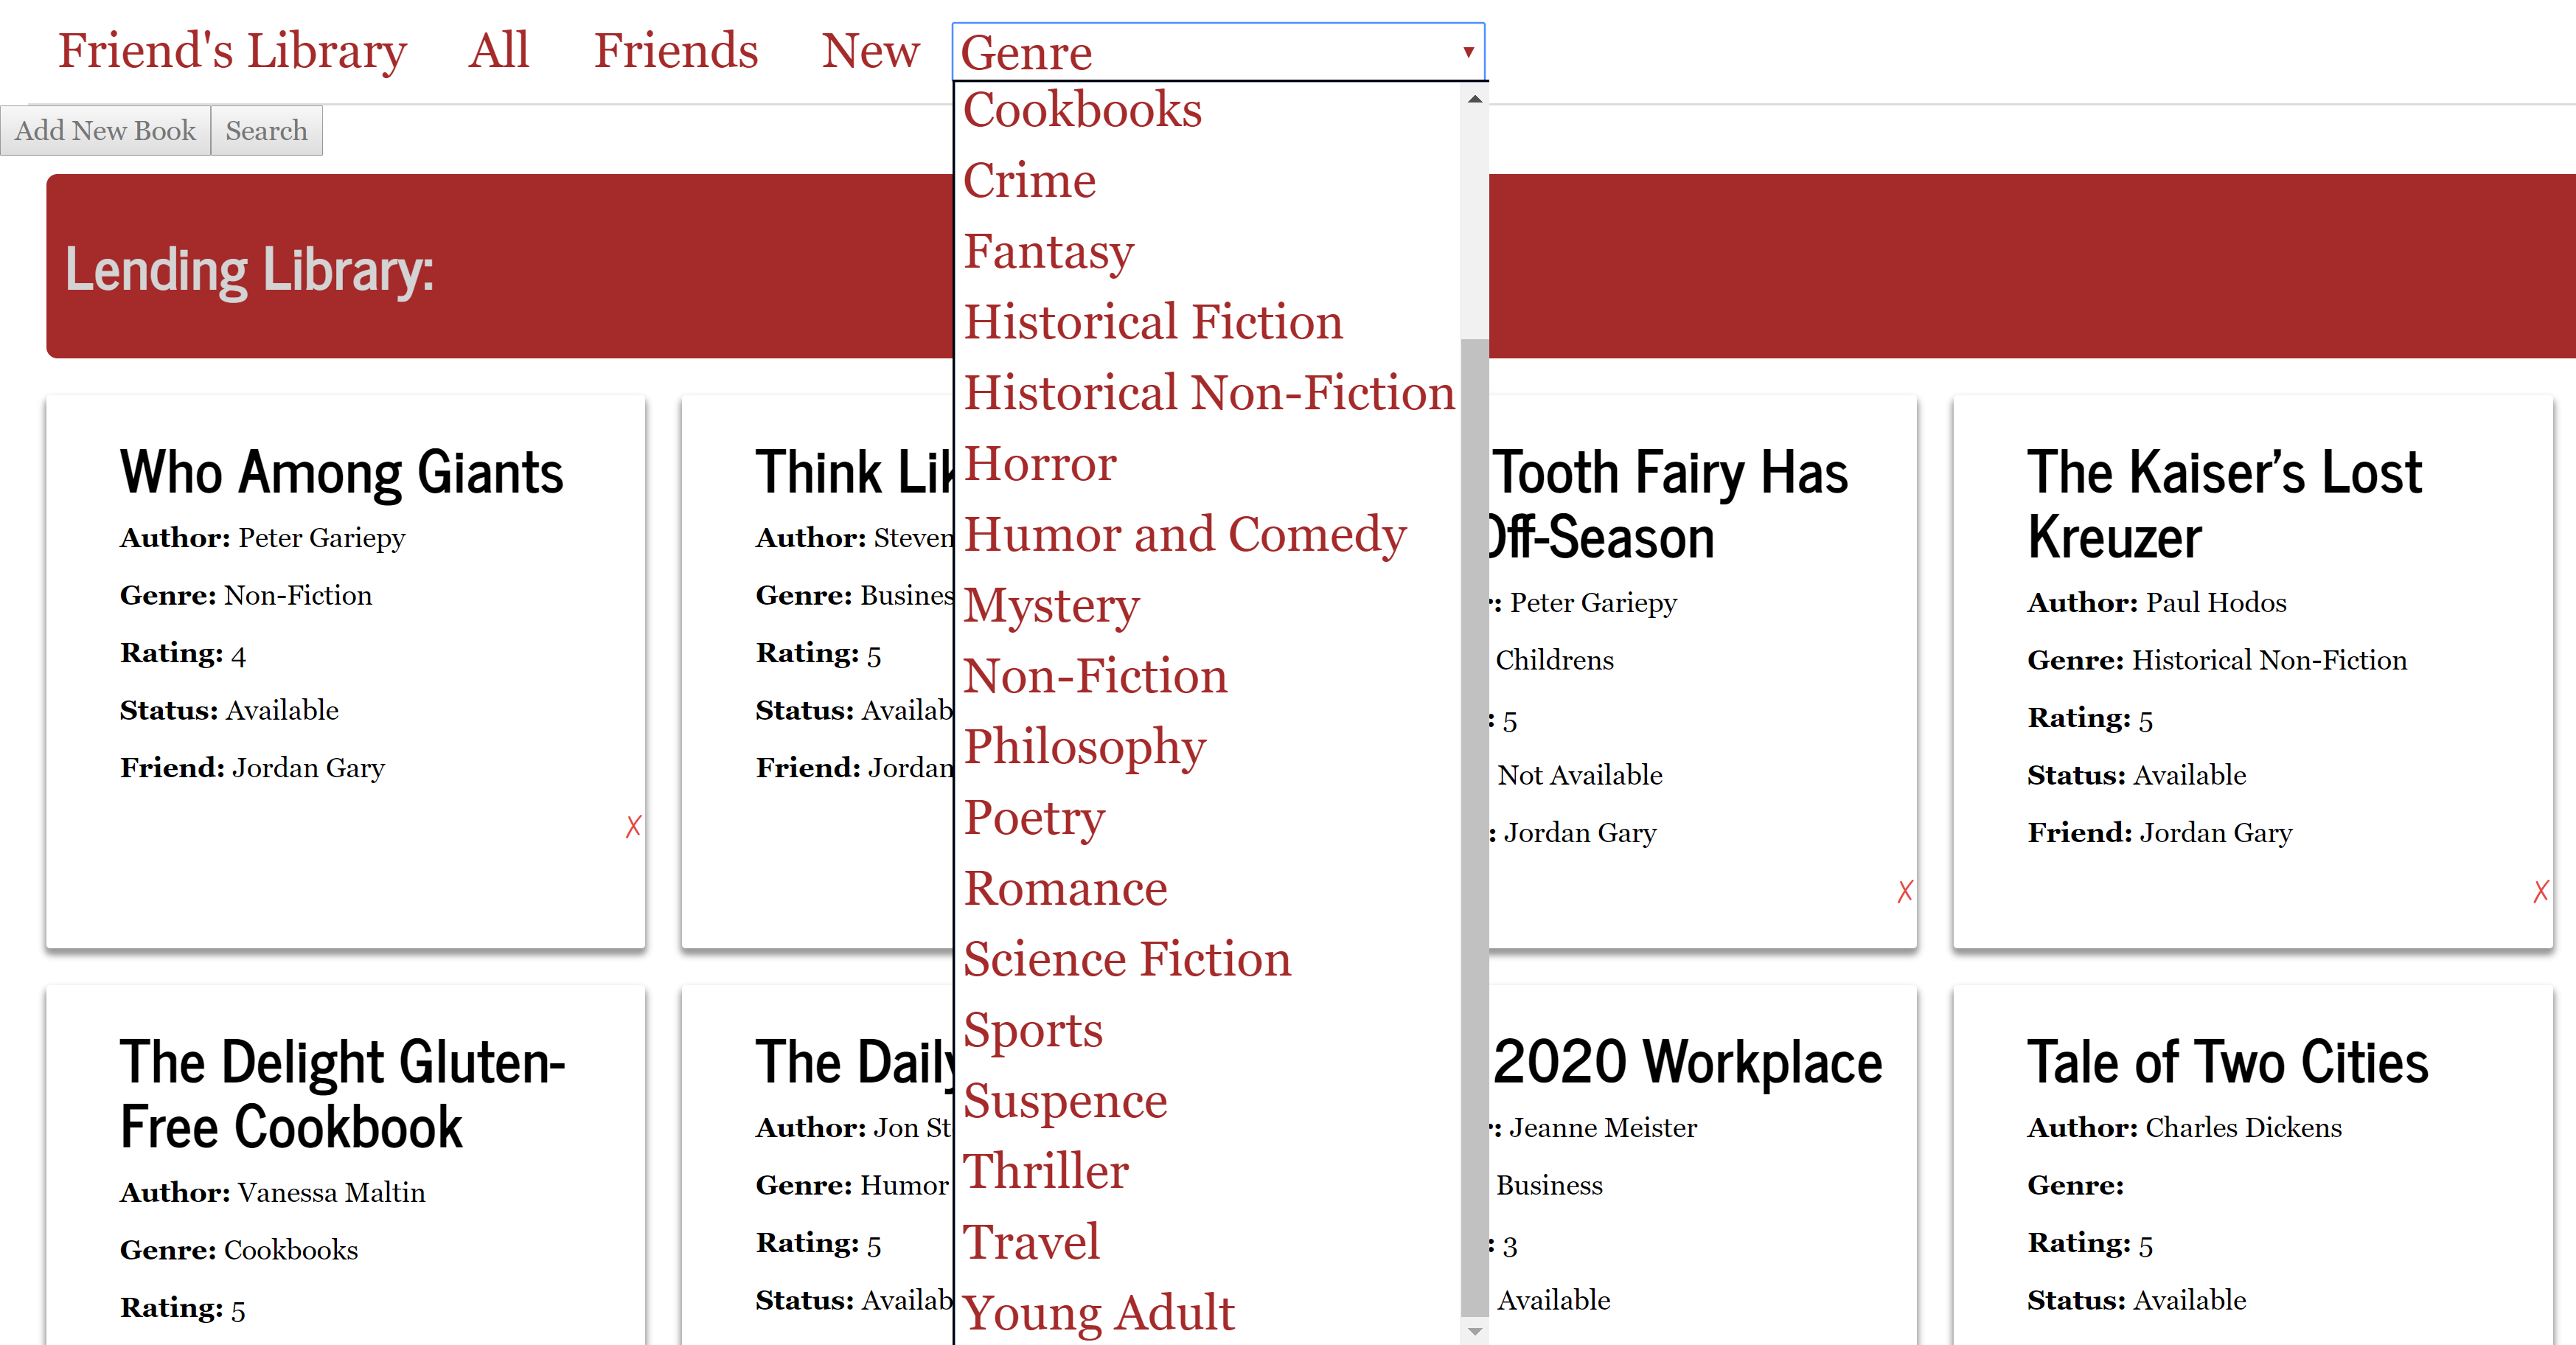 Friend's Library All Friends New Genre
Add New Book Search
Cookbooks
Crime
Fantasy
Historical Fiction
Historical Non-Fiction
Horror
Humor and Comedy
Mystery
Non-Fiction
Philosophy
Poetry
Romance
Science Fiction
Sports
Suspence
Thriller
Travel
Young Adult
Lending Library:
Who Among Giants
Author: Peter Gariepy
Genre: Non-Fiction
Rating: 4
Status: Available
Friend: Jordan Gary
X
Think
Author: Steven
Genre:
Rating: 5
Status:
Friend: Jordan
Tooth Fairy Has
Off-Season
Peter Gariepy
Childrens
5
Not Available
Jordan Gary
X
The Kaiser's Lost
Kreuzer
Author: Paul Hodos
Genre: Historical Non-Fiction
Rating: 5
Status: Available
Friend: Jordan Gary
X
The Delight Gluten-
Free Cookbook
Author: Vanessa Maltin
Genre: Cookbooks
Rating: 5
The Daily
Author: Jon
Genre: Humor
Rating: 5
Status:
2020 Workplace
Jeanne Meister
Business
3
Available
Tale of Two Cities
Author: Charles Dickens
Genre:
Rating: 5
Status: Available